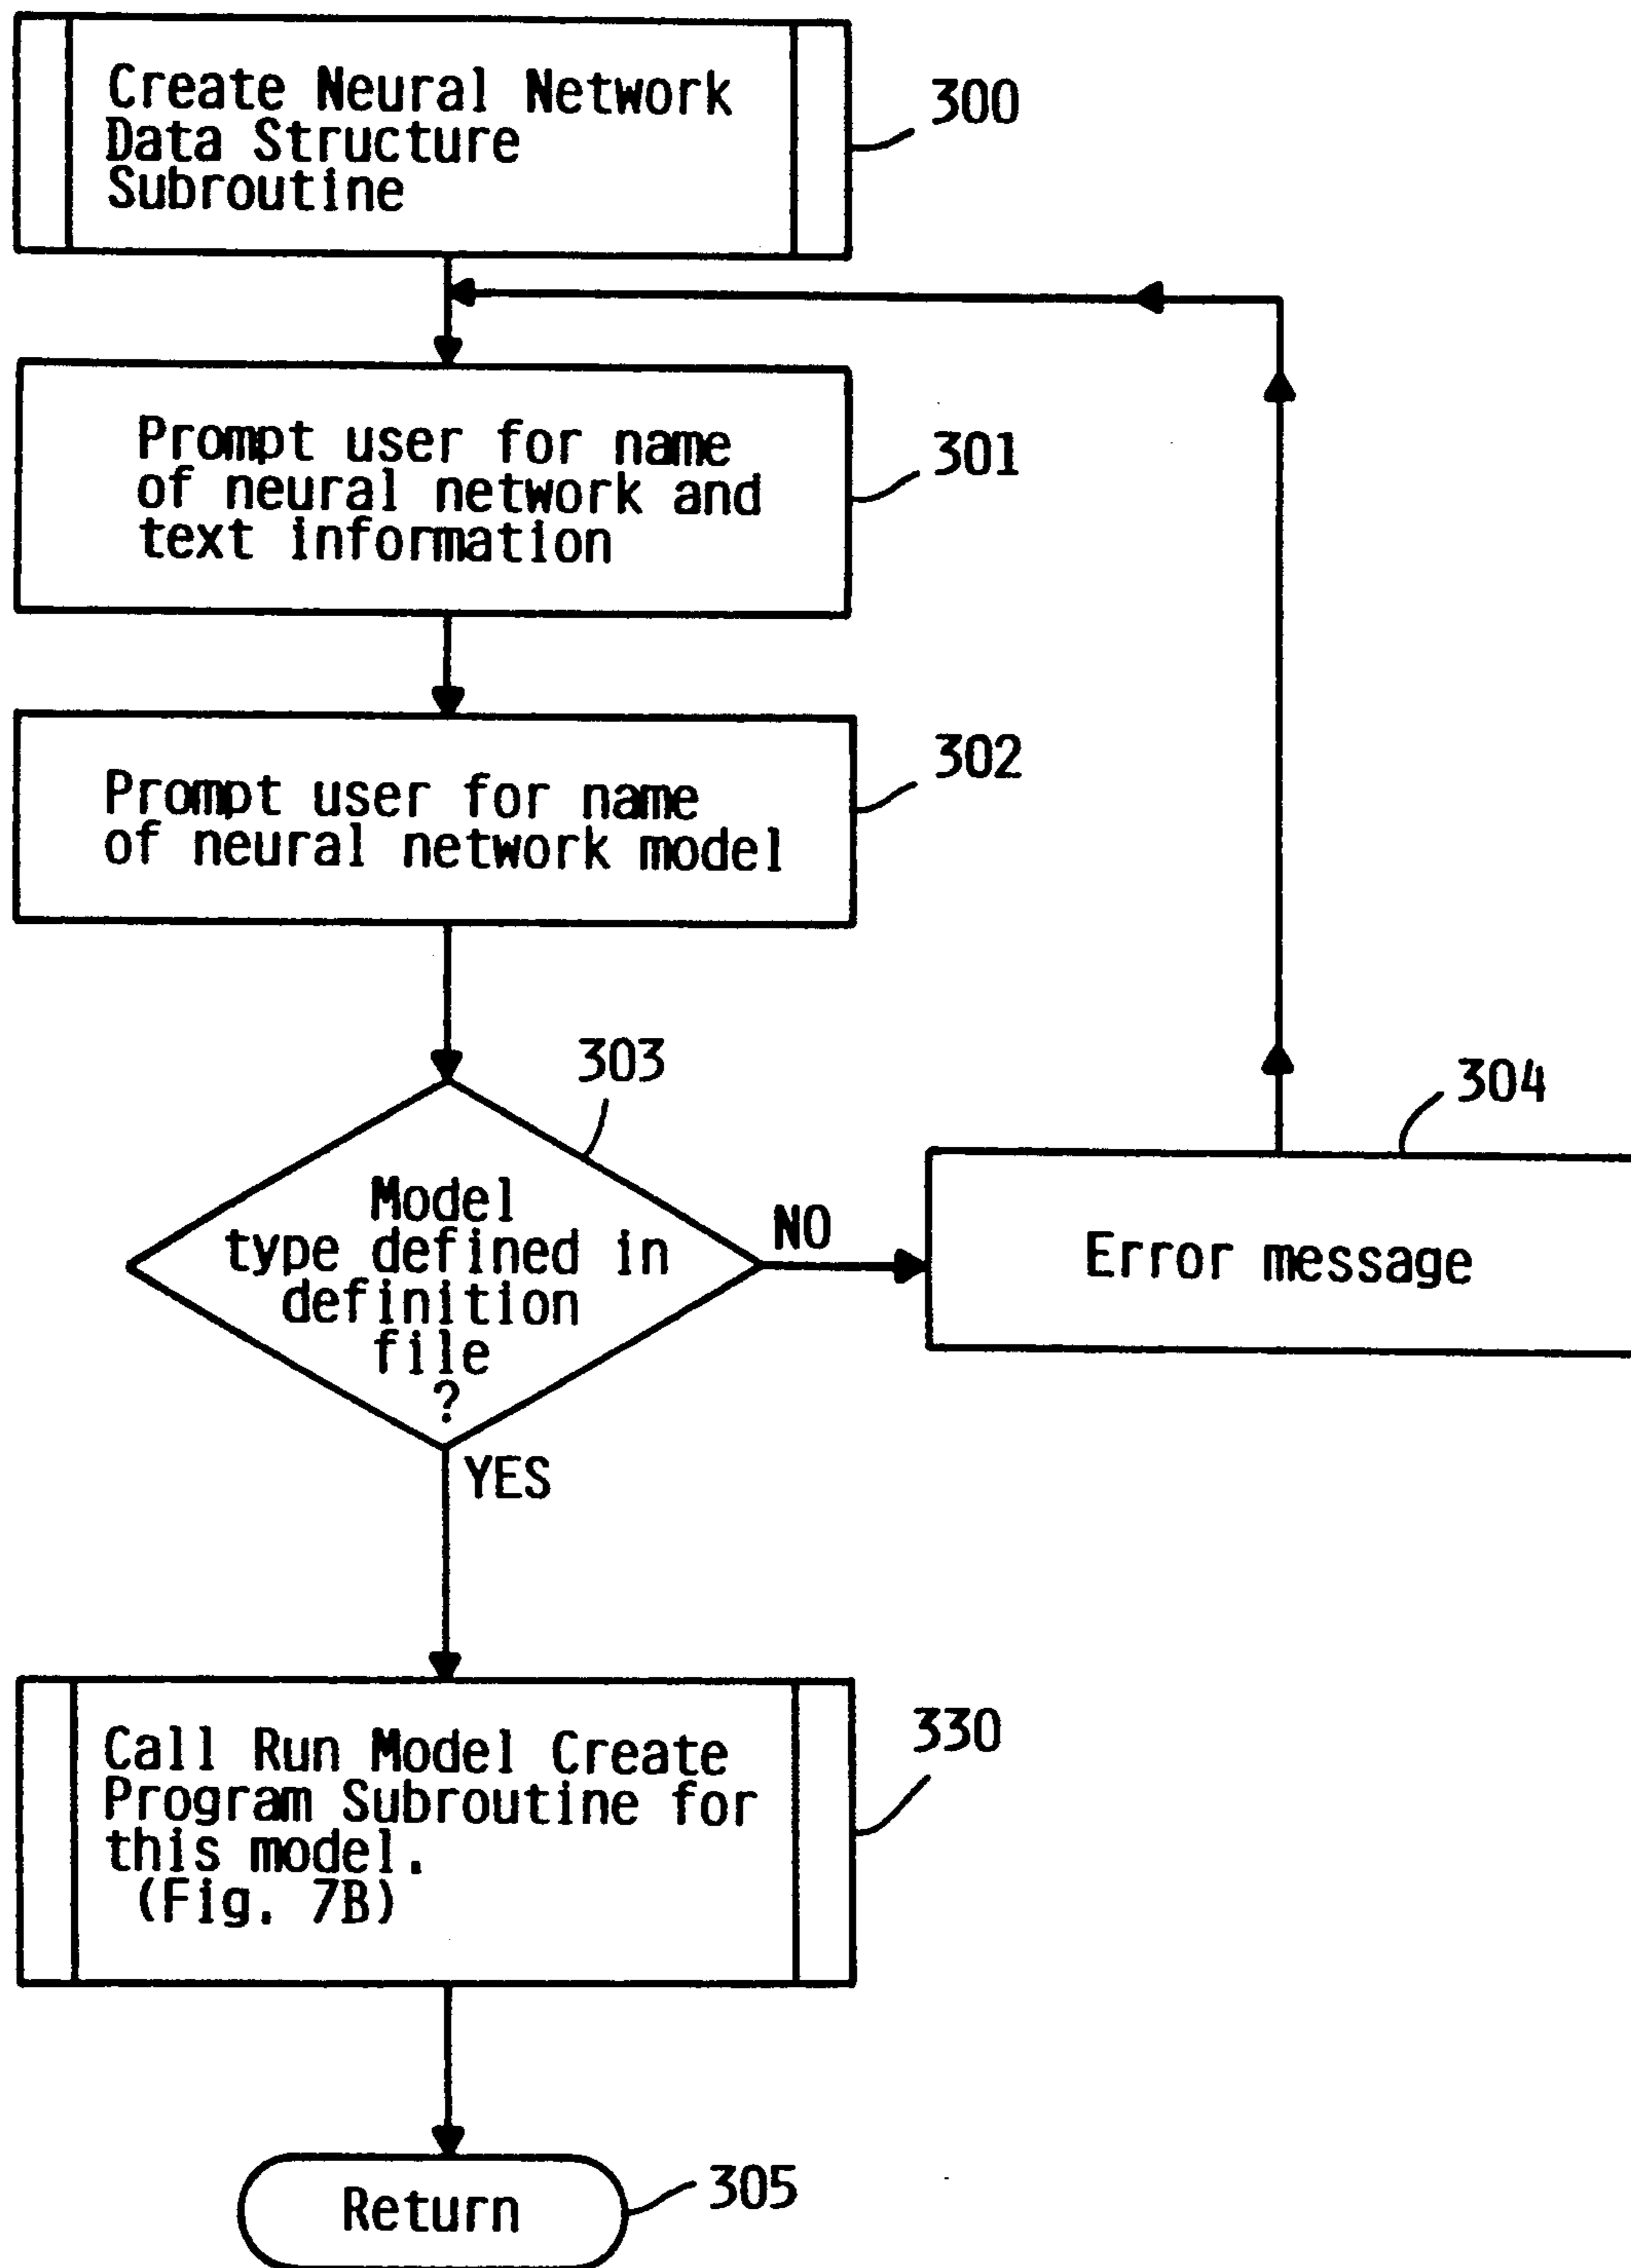 Create Neural Network
Data Structure
Subroutine
300
Prompt user for name
of neural network and
text information
301
Prompt user for name
of neural network model
302
303
Model
type defined in
definition
file
?
NO
304
Error message
YES
Call Run Model Create
Program Subroutine for
this model.
(Fig. 7B)
330
Return
305